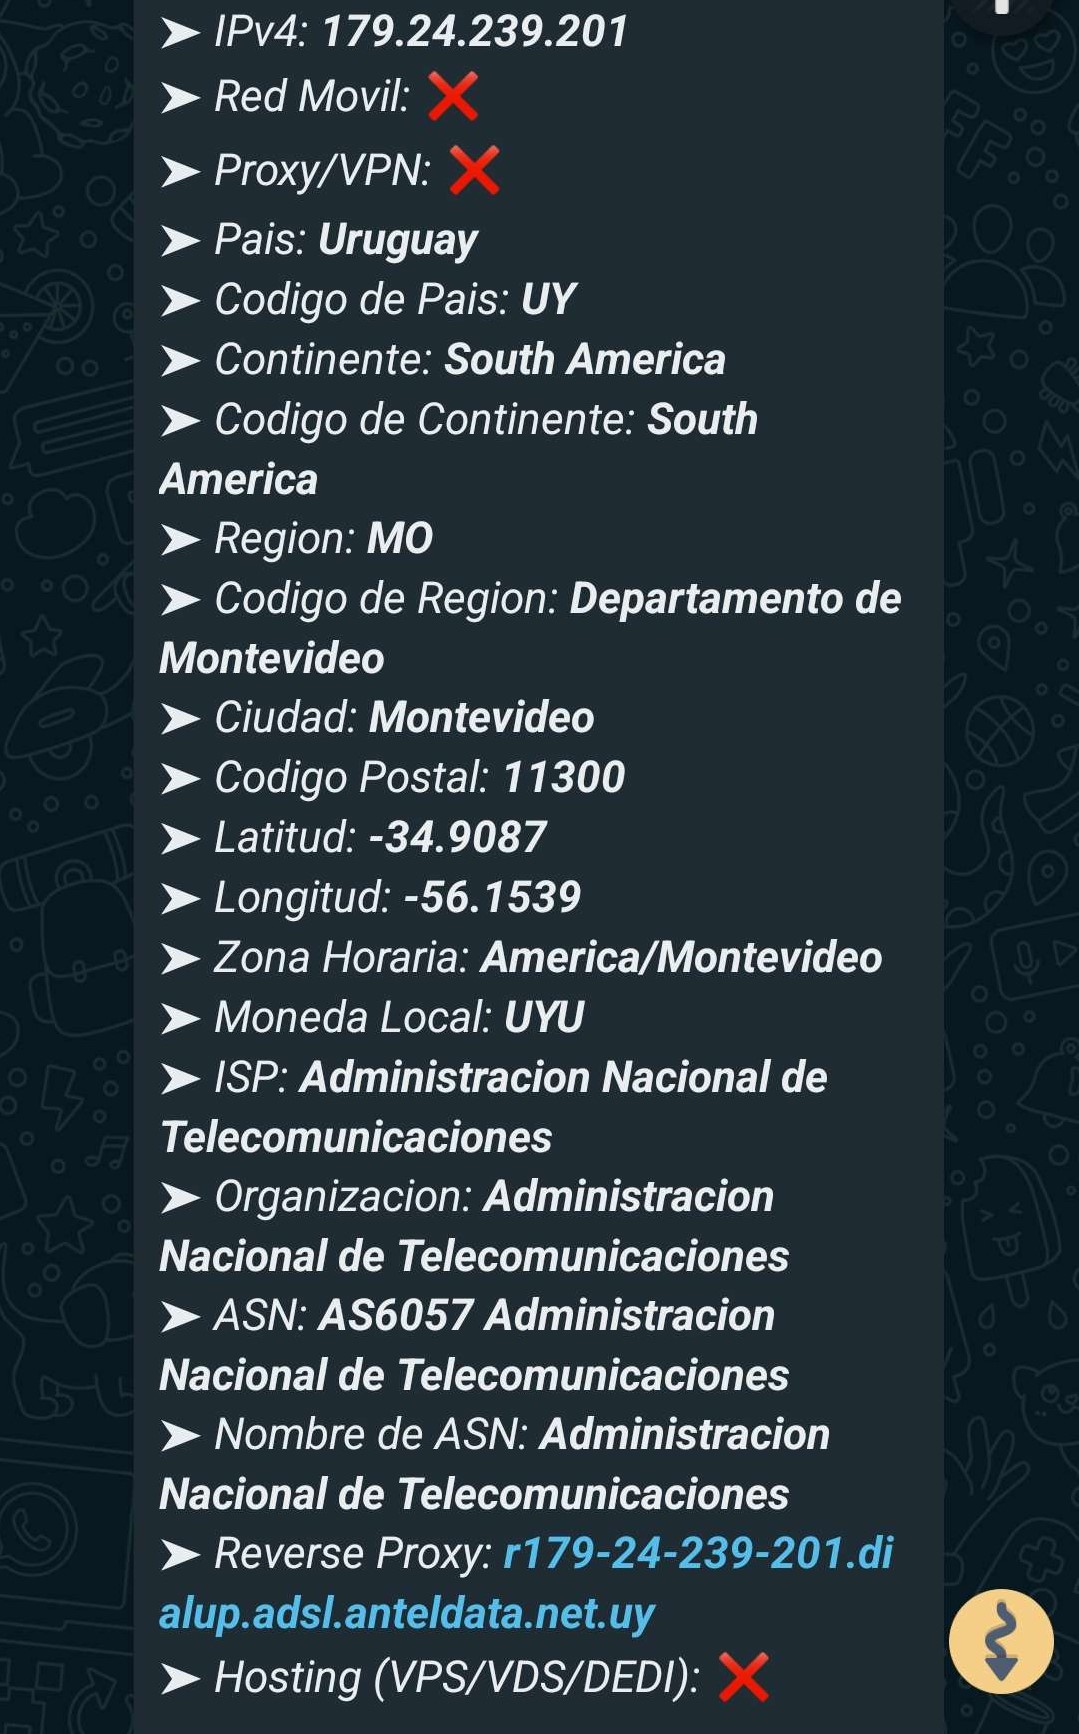 ➤ IPv4: 179.24.239.201
➤ Red Movil: ❌
➤ Proxy/VPN: ❌
➤ Pais: Uruguay
➤ Codigo de Pais: UY
➤ Continente: South America
➤ Codigo de Continente: South
America
➤ Region: MO
➤ Codigo de Region: Departamento de
Montevideo
➤ Ciudad: Montevideo
➤ Codigo Postal: 11300
➤ Latitud: -34.9087
➤ Longitud: -56.1539
➤ Zona Horaria: America/Montevideo
➤ Moneda Local: UYU
➤ ISP: Administracion Nacional de
Telecomunicaciones
➤ Organizacion: Administracion
Nacional de Telecomunicaciones
➤ ASN: AS6057 Administracion
Nacional de Telecomunicaciones
➤ Nombre de ASN: Administracion
Nacional de Telecomunicaciones
➤ Reverse Proxy: r179-24-239-201.di
alup.adsl.anteldata.net.uy
➤ Hosting (VPS/VDS/DEDI): ❌